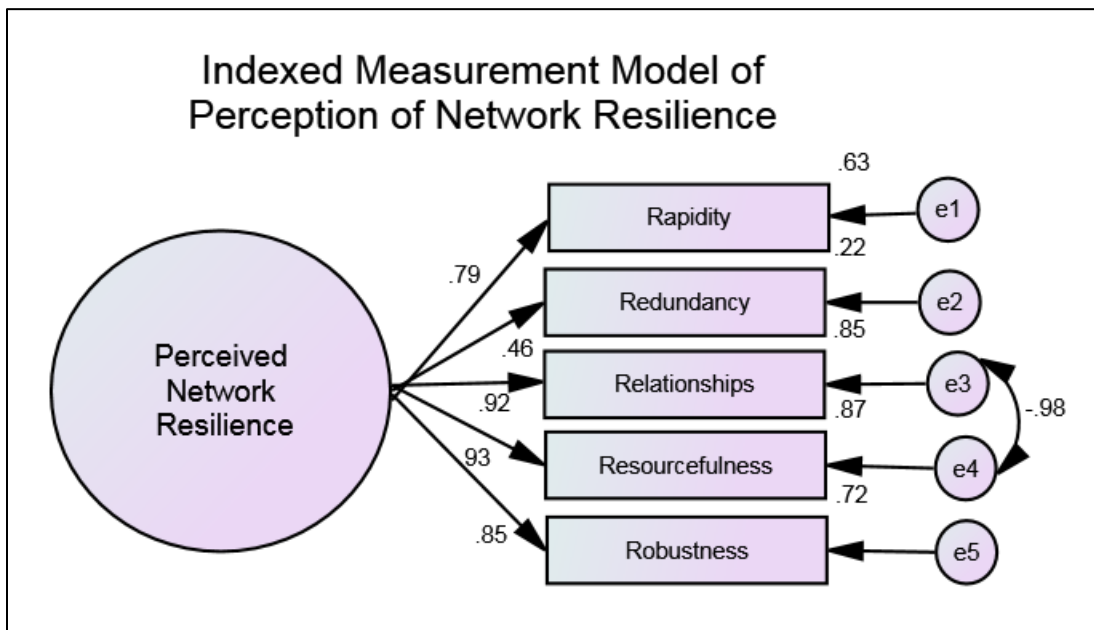 Indexed Measurement Model of
Perception of Network Resilience
.63
Rapidity
e1
.79
.22
Redundancy
e2
.46
.85
Perceived
Network
Resilience
Relationships
e3
.92
.87
-.98
Resourcefulness
e4
.93
.72
.85
Robustness
e5